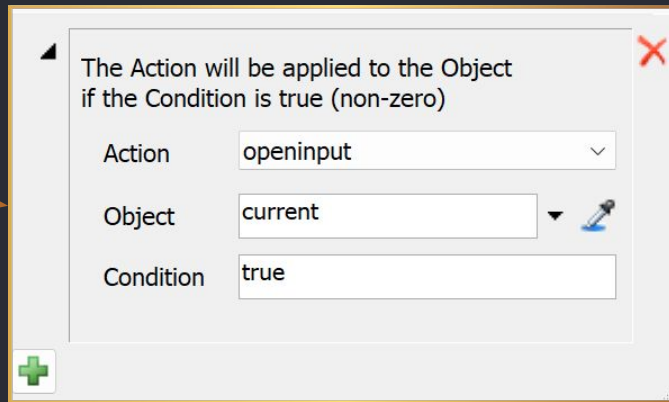 The Action will be applied to the Object
if the Condition is true (non-zero)
Action openinput
Object current
Condition true